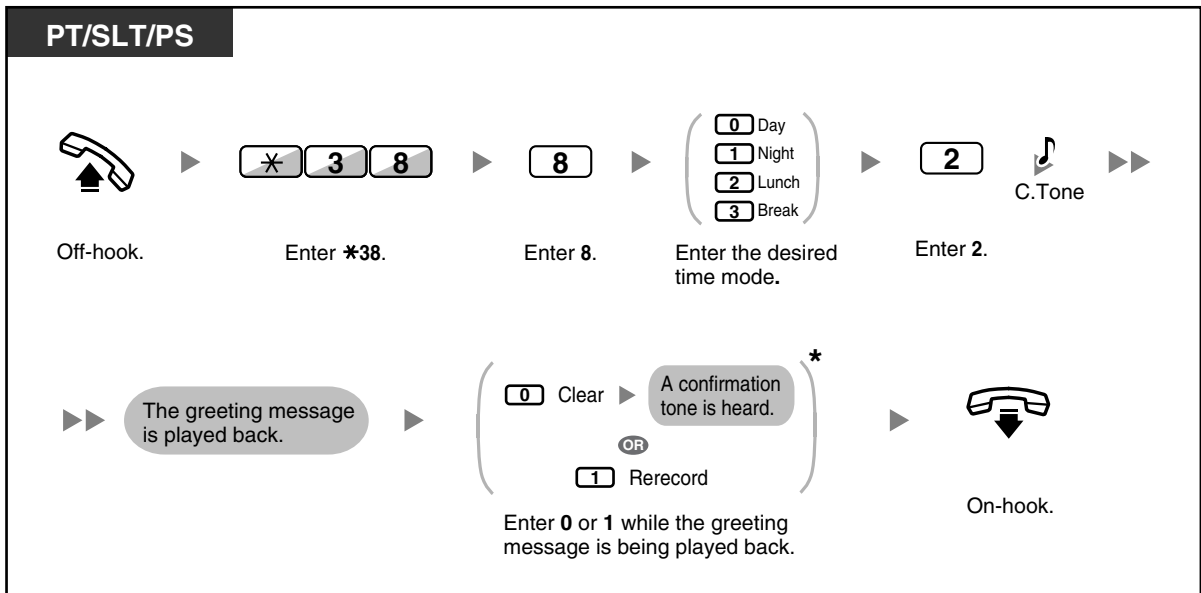 PT/SLT/PS
0 Day
1 Night
2 Lunch
3 Break
* 3 8
8
2
C.Tone
Off-hook.
Enter *38.
Enter 8.
Enter the desired
time mode.
Enter 2.
The greeting message
is played back.
0 Clear
A confirmation
tone is heard.
*
OR
1 Rerecord
Enter 0 or 1 while the greeting
message is being played back.
On-hook.